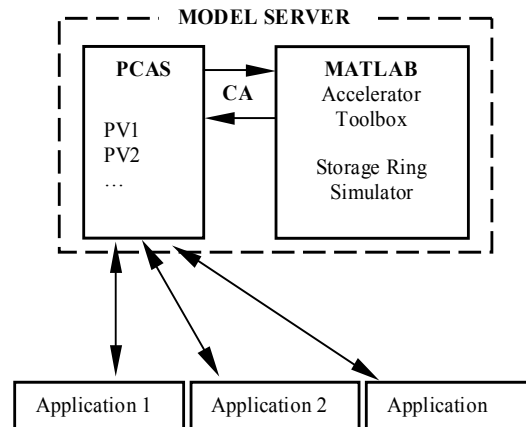 MODEL SERVER
PCAS
PV1
PV2
…
CA
MATLAB
Accelerator
Toolbox
Storage Ring
Simulator
Application 1
Application 2
Application